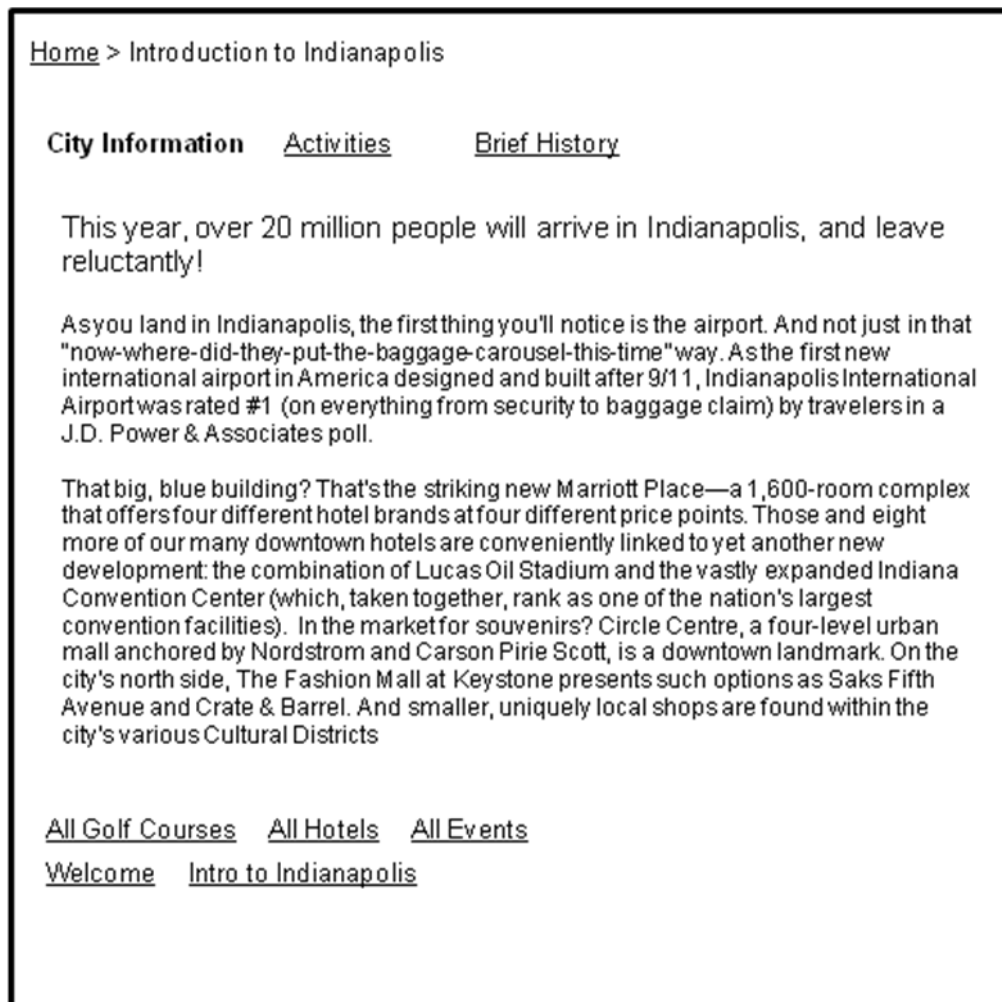 Home > Introduction to Indianapolis
City Information Activities Brief History
This year, over 20 million people will arrive in Indianapolis, and leave
reluctantly!
As you land in Indianapolis, the first thing you'll notice is the airport. And not just in that
"now-where-did-they-put-the-baggage-carousel-this-time" way. As the first new
international airport in America designed and built after 9/11, Indianapolis International
Airport was rated #1 (on everything from security to baggage claim) by travelers in a
J.D. Power & Associates poll.
That big, blue building? That's the striking new Marriott Place—a 1,600-room complex
that offers four different hotel brands at four different price points. Those and eight
more of our many downtown hotels are conveniently linked to yet another new
development: the combination of Lucas Oil Stadium and the vastly expanded Indiana
Convention Center (which, taken together, rank as one of the nation's largest
convention facilities). In the market for souvenirs? Circle Centre, a four-level urban
mall anchored by Nordstrom and Carson Pirie Scott, is a downtown landmark. On the
city's north side, The Fashion Mall at Keystone presents such options as Saks Fifth
Avenue and Crate & Barrel. And smaller, uniquely local shops are found within the
city's various Cultural Districts
All Golf Courses All Hotels All Events
Welcome Intro to Indianapolis